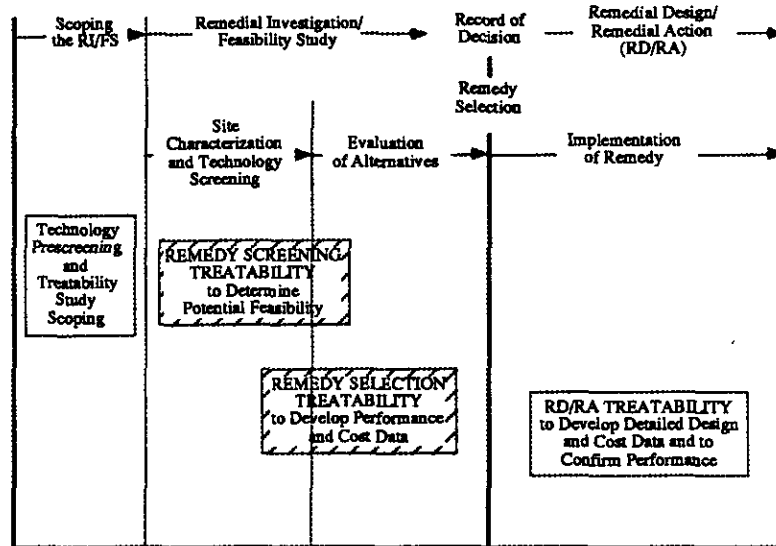 Scoping
the RI/FS
Remedial Investigation/
Feasibility Study
Record of
Decision
Remedial Design/
Remedial Action
(RD/RA)
Remedy
Selection
Site
Characterization
and Technology
Screening
Evaluation
of Alternatives
Implementation
of Remedy
Technology
Prescreening
and
Treatability
Study
Scoping
REMEDY SCREENING
TREATABILITY
to Determine
Potential Feasibility
REMEDY SELECTION
TREATABILITY
to Develop Performance
and Cost Data
RD/RA TREATABILITY
to Develop Detailed Design
and Cost Data and to
Confirm Performance